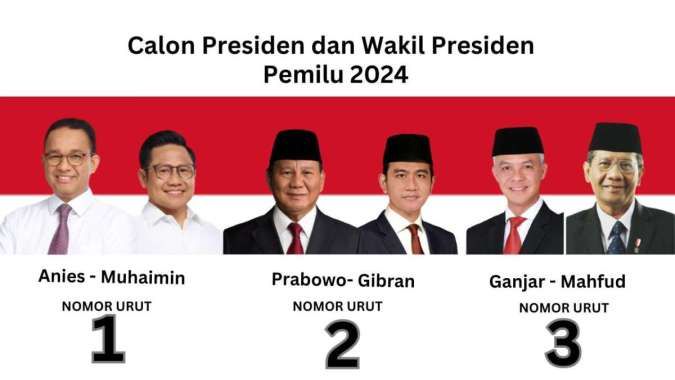 Calon Presiden dan Wakil Presiden
Pemilu 2024
Anies - Muhaimin
NOMOR URUT
1
Prabowo- Gibran
NOMOR URUT
2
Ganjar - Mahfud
NOMOR URUT
3